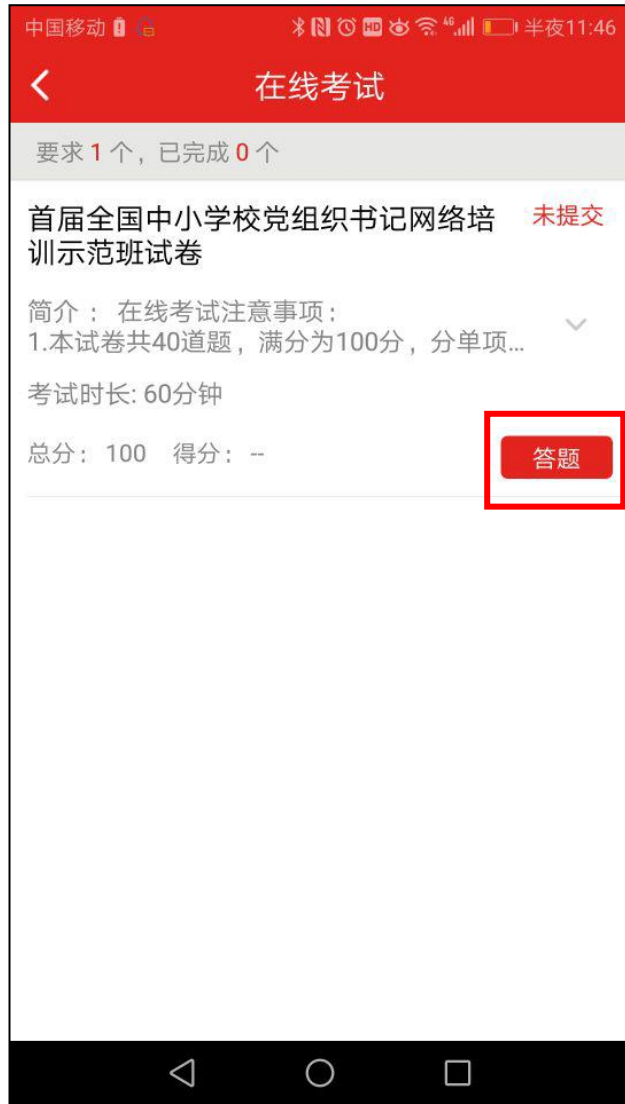 中国移动 HD 46 半夜11:46
在线考试
要求 1 个，已完成 0 个
首届全国中小学校党组织书记网络培 未提交
训示范班试卷
简介 ： 在线考试注意事项：
1.本试卷共40道题，满分为100分，分单项...
考试时长: 60分钟
总分： 100 得分： --
答题